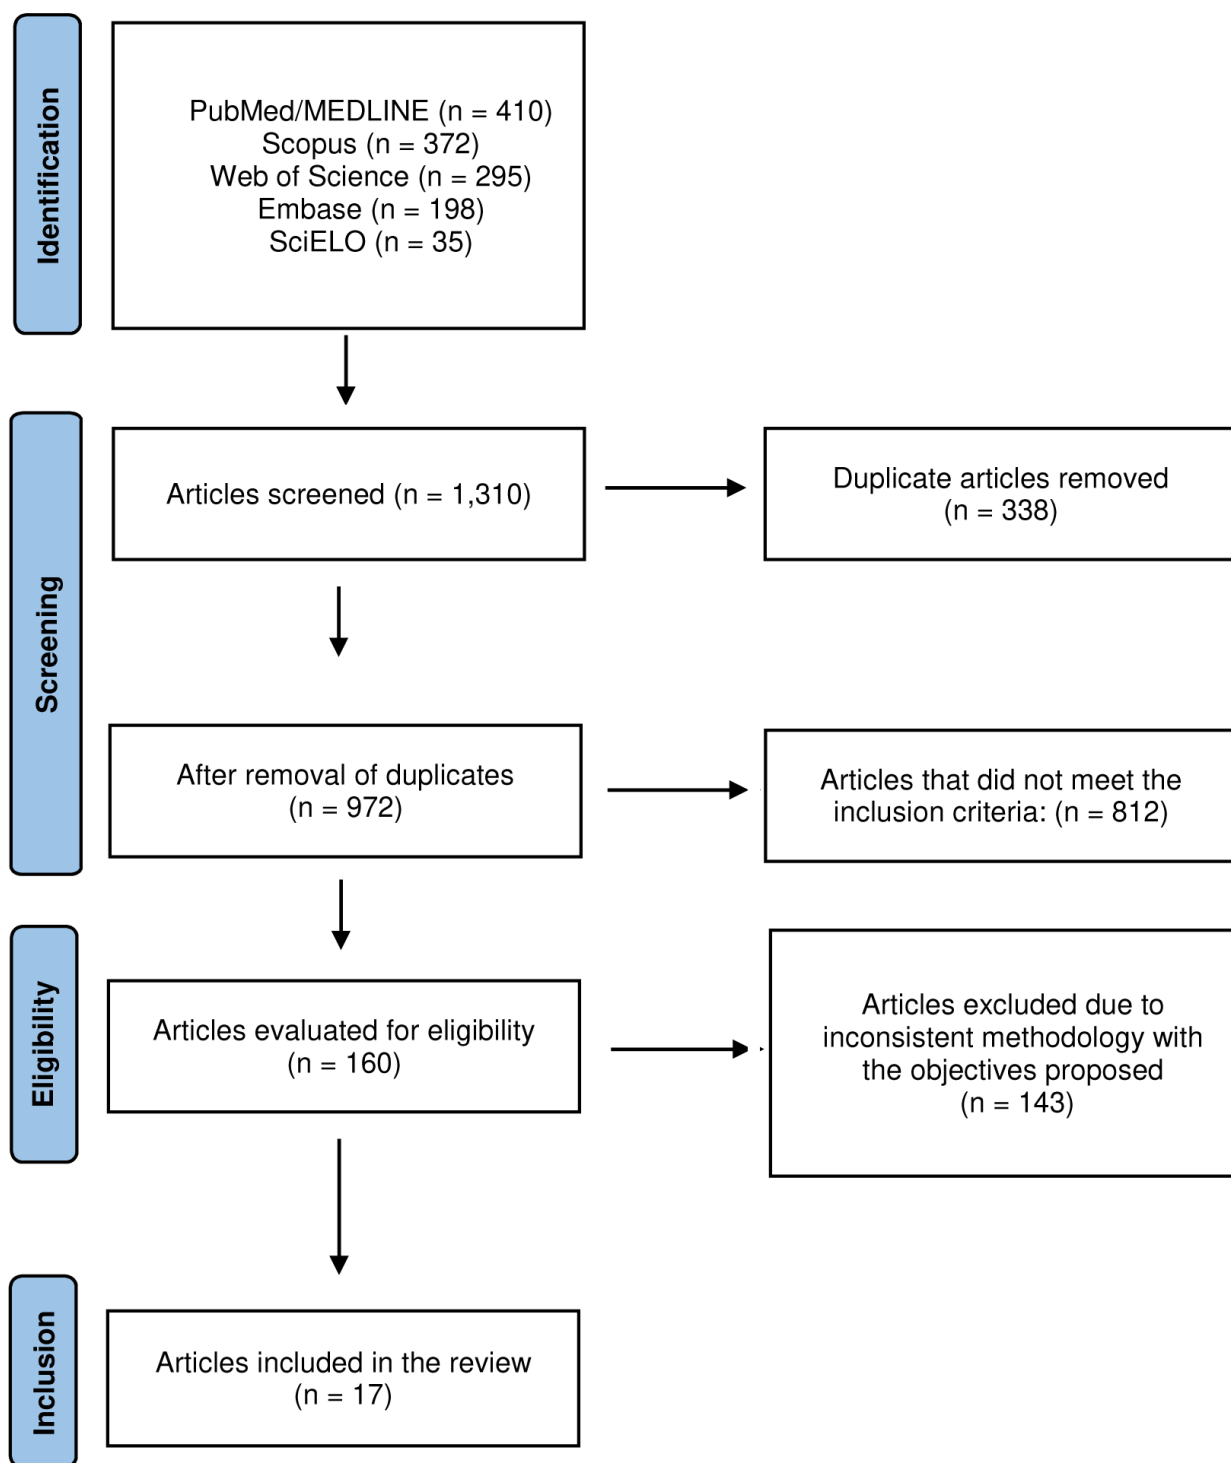 Identification
PubMed/MEDLINE (n = 410)
Scopus (n = 372)
Web of Science (n = 295)
Embase (n = 198)
SciELO (n = 35)
Screening
Articles screened (n = 1,310)
Duplicate articles removed
(n = 338)
After removal of duplicates
(n = 972)
Articles that did not meet the
inclusion criteria: (n = 812)
Eligibility
Articles evaluated for eligibility
(n = 160)
Articles excluded due to
inconsistent methodology with
the objectives proposed
(n = 143)
Inclusion
Articles included in the review
(n = 17)